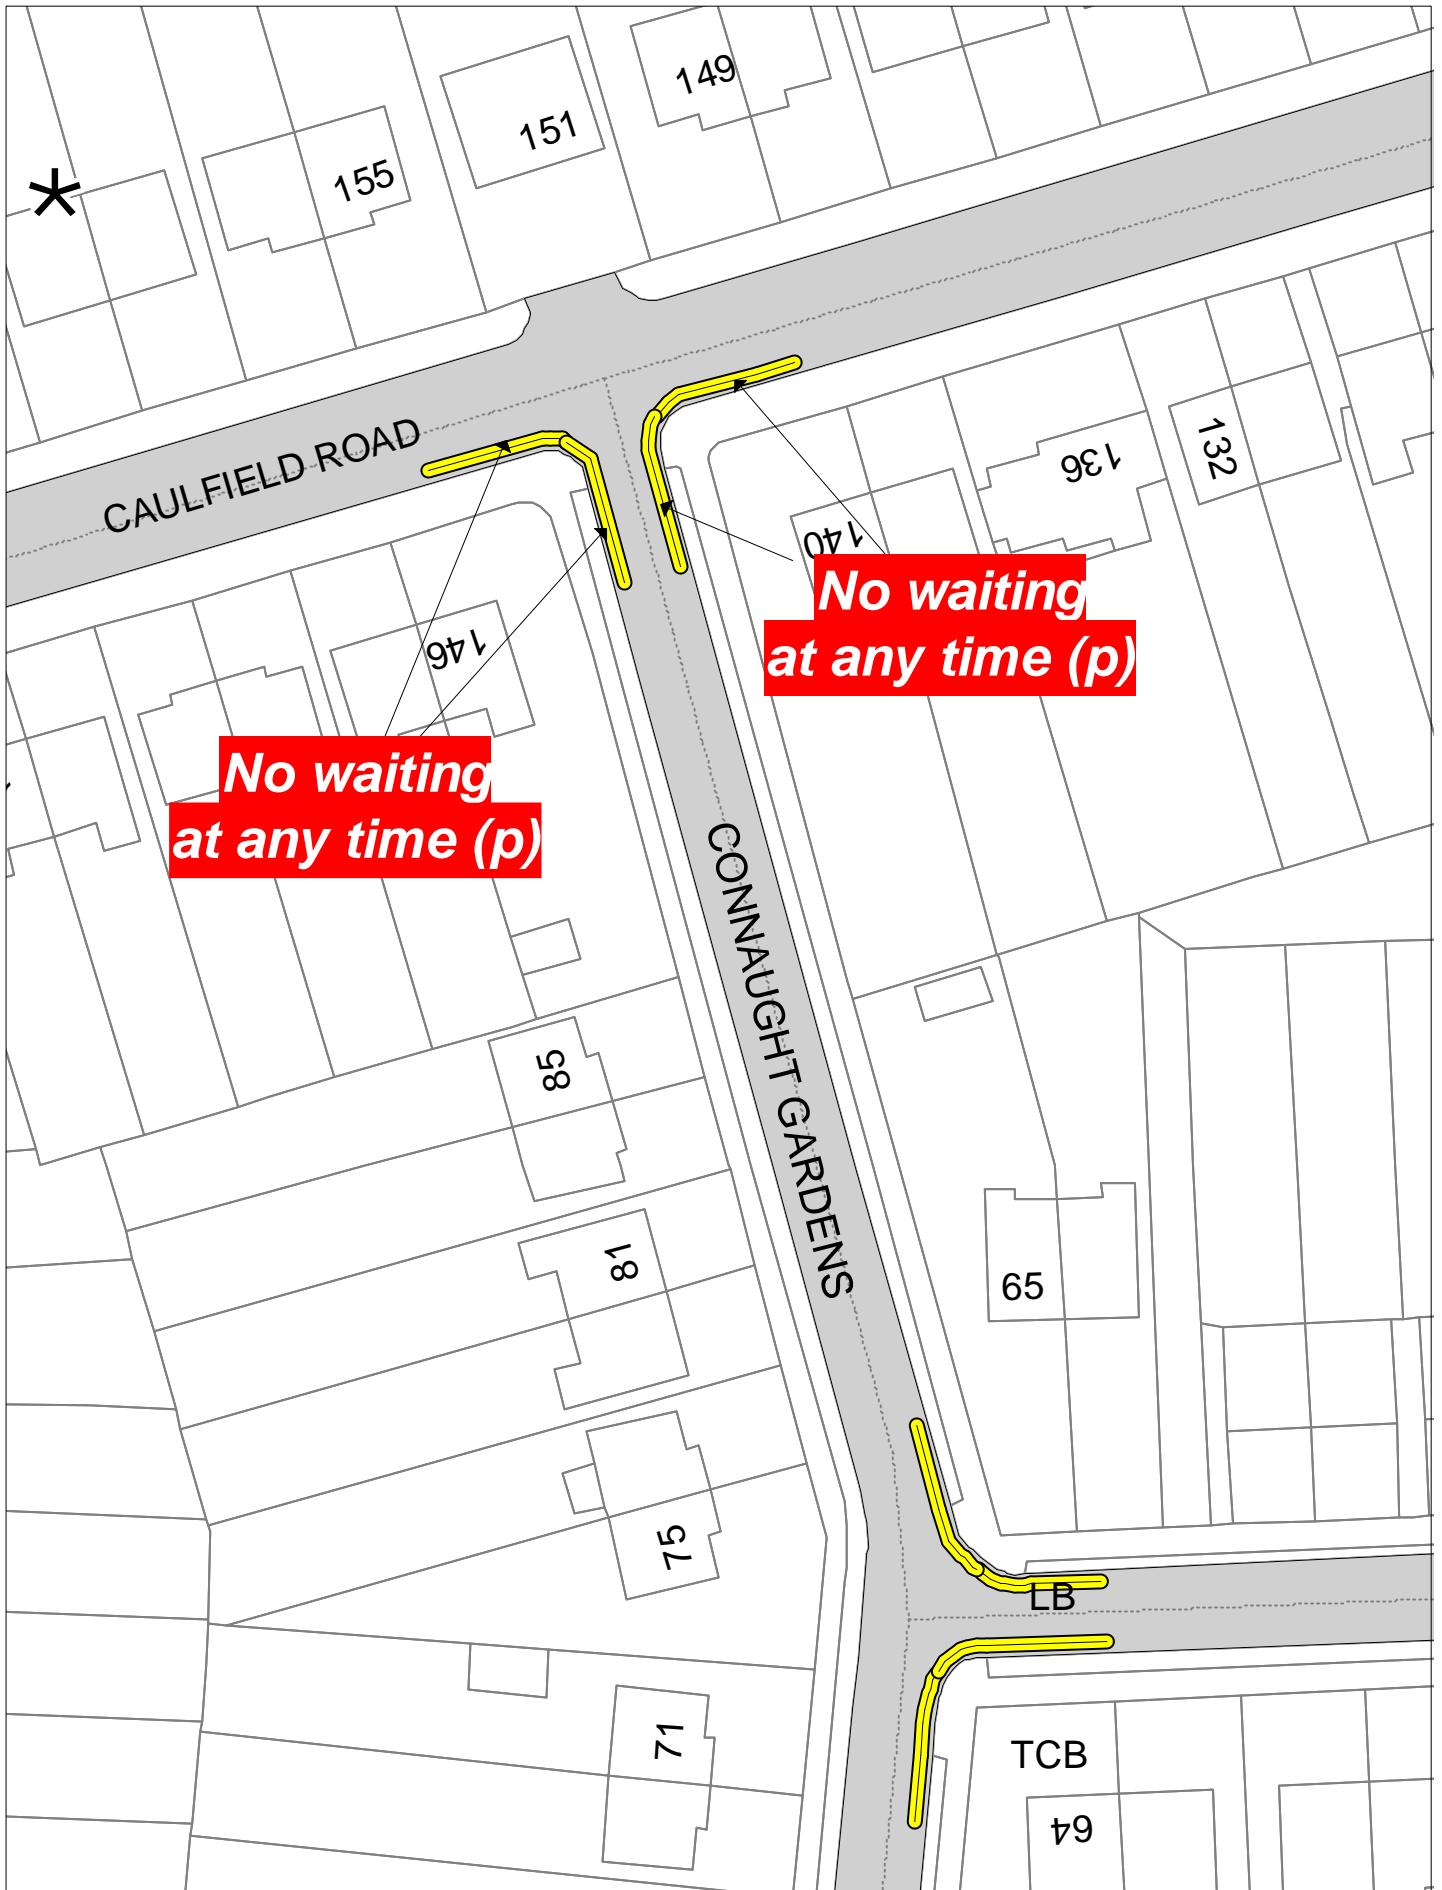 149
151
155
CAULFIELD ROAD
132
136
140
No waiting
at any time (p)
146
No waiting
at any time (p)
CONNAUGHT GARDENS
85
81
65
75
LB
71
TCB
64